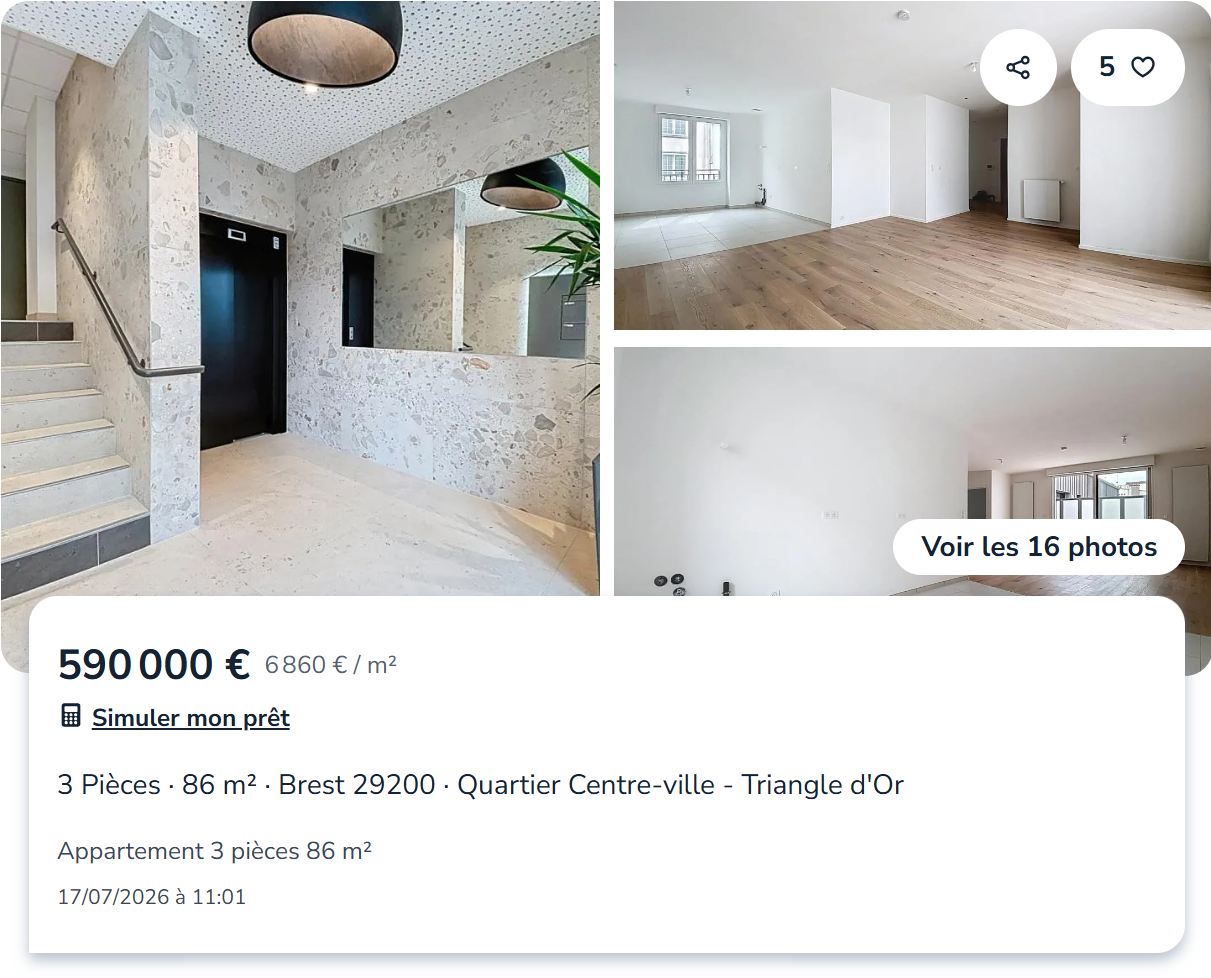 5
Voir les 16 photos
590 000 € 6 860 € / m²
Simuler mon prêt
3 Pièces · 86 m² · Brest 29200 · Quartier Centre-ville - Triangle d'Or
Appartement 3 pièces 86 m²
17/07/2026 à 11:01